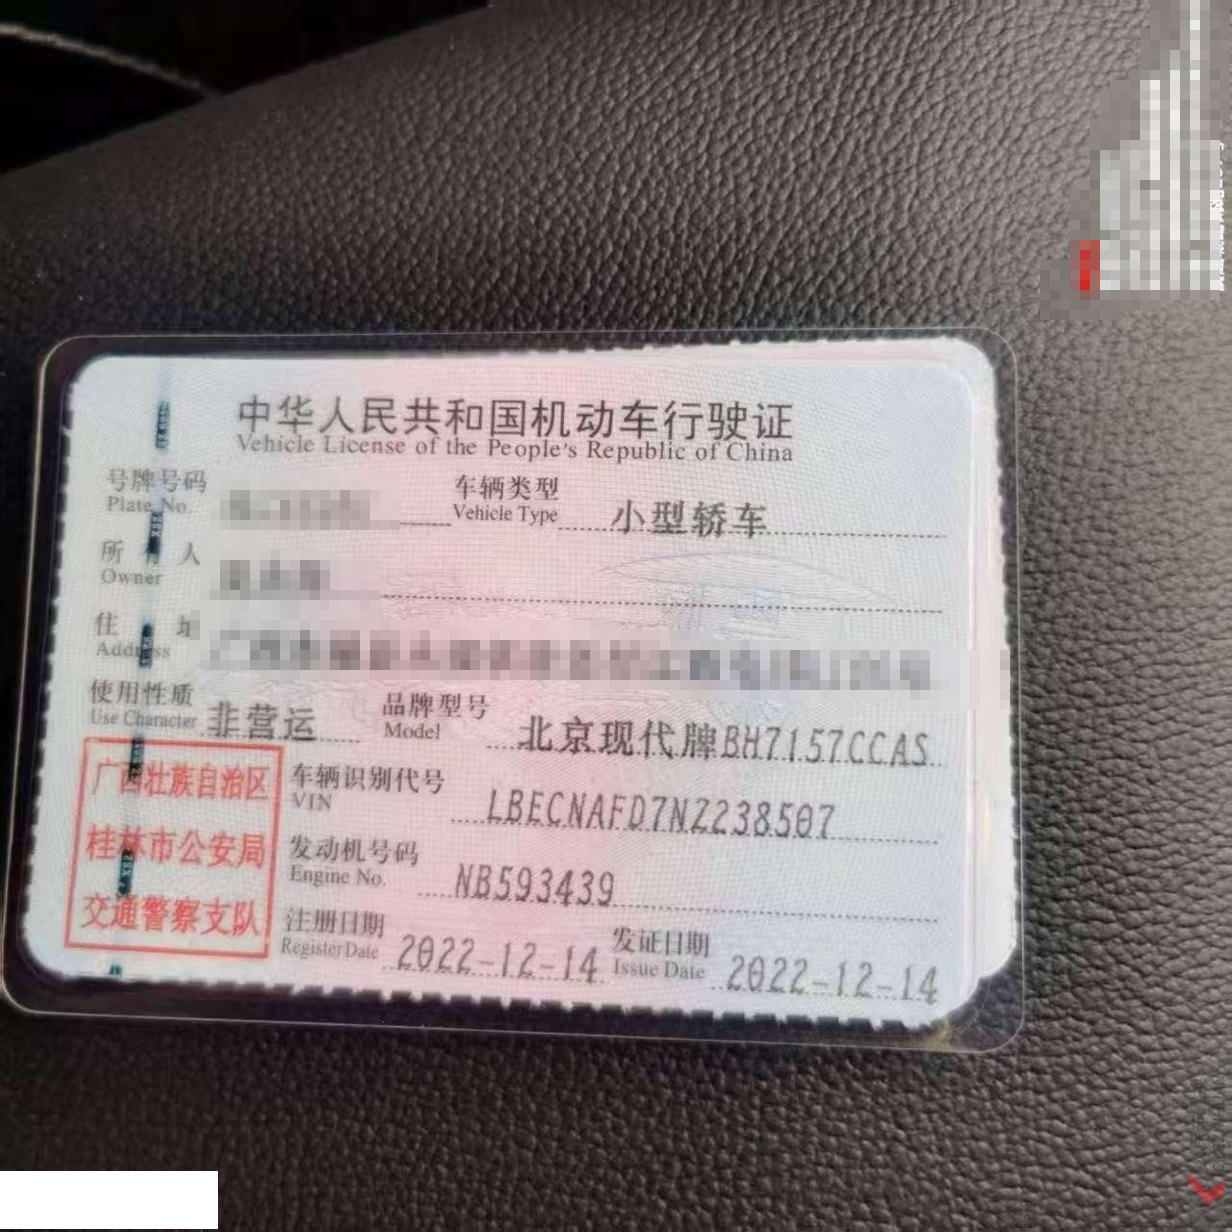 中华人民共和国机动车行驶证
Vehicle License of the People's Republic of China
号牌号码
Plate No.
车辆类型 小型轿车
Vehicle Type
所有人
Owner
住址
Address
使用性质 非营运
Use Character
品牌型号 北京现代牌BH7157CCAS
Model
广西壮族自治区
桂林市公安局
交通警察支队
车辆识别代号 LBECNAFD7NZ238507
VIN
发动机号码 NB593439
Engine No.
注册日期 2022-12-14
Register Date
发证日期 2022-12-14
Issue Date